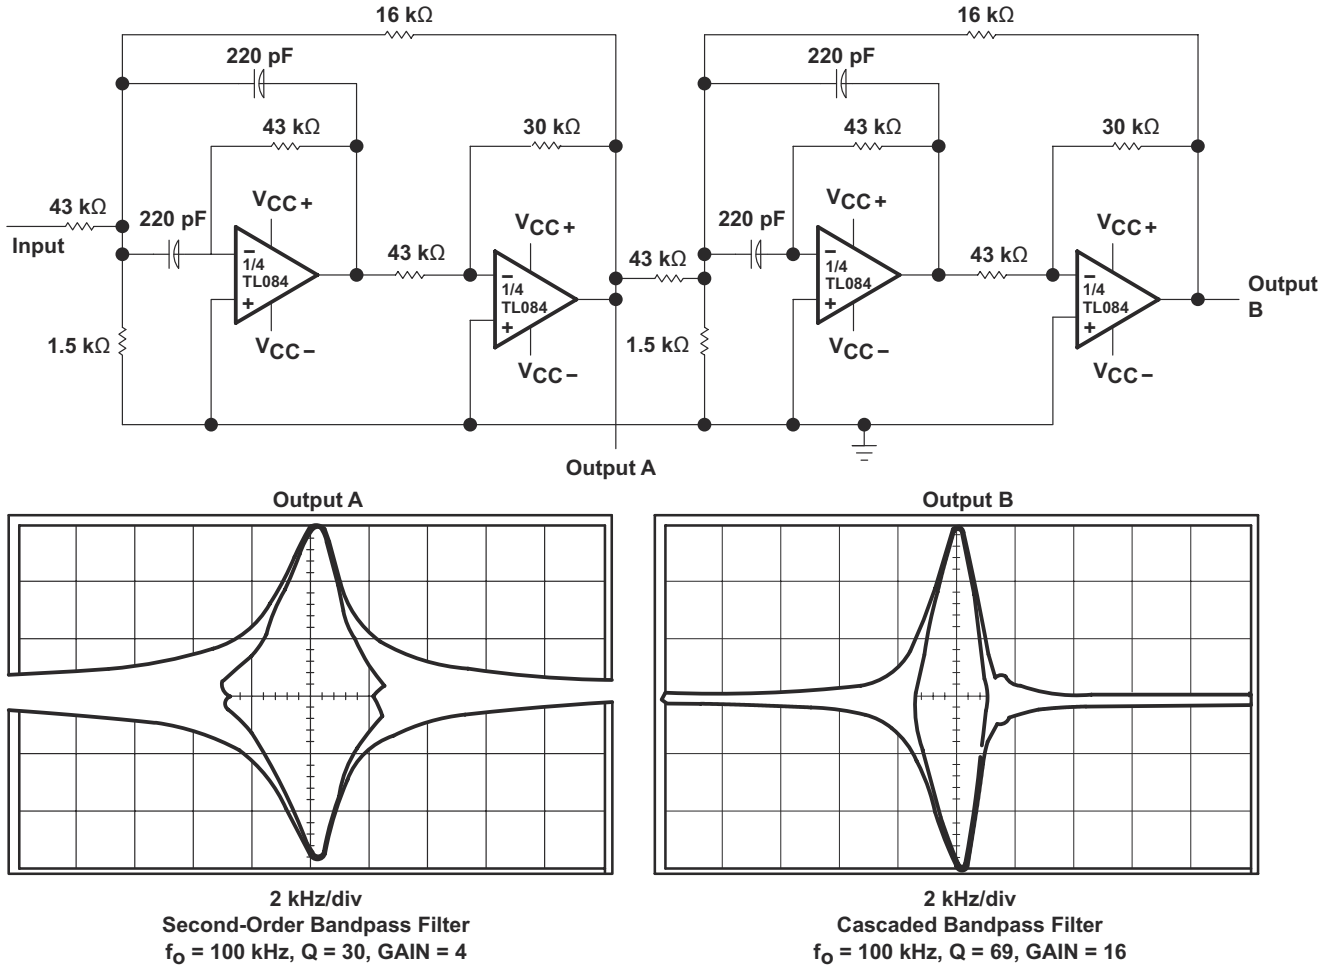 16 kΩ
16 kΩ
220 pF
220 pF
43 kΩ
30 kΩ
43 kΩ
30 kΩ
43 kΩ
Input
220 pF
VCC+
−
1/4
TL084
+
VCC−
43 kΩ
VCC+
−
1/4
TL084
+
VCC−
43 kΩ
220 pF
VCC+
−
1/4
TL084
+
VCC−
43 kΩ
VCC+
−
1/4
TL084
+
VCC−
Output
B
1.5 kΩ
1.5 kΩ
Output A
Output A
Output B
2 kHz/div
Second-Order Bandpass Filter
fo = 100 kHz, Q = 30, GAIN = 4
2 kHz/div
Cascaded Bandpass Filter
fo = 100 kHz, Q = 69, GAIN = 16